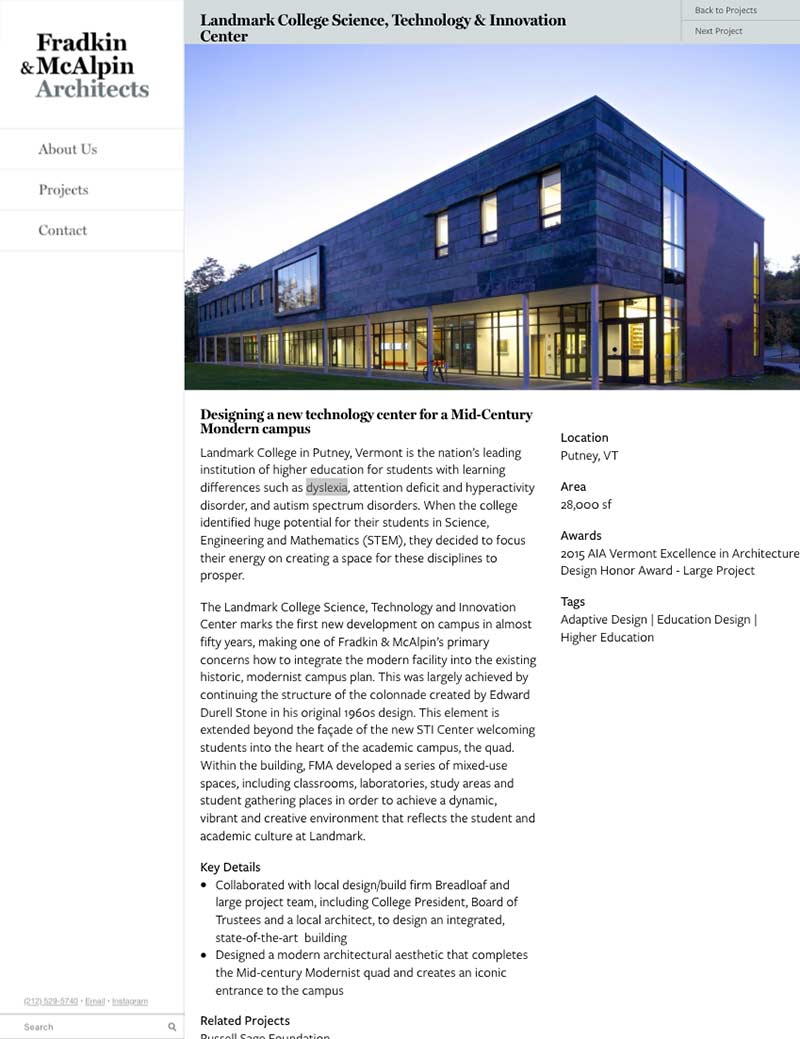 Fradkin
& McAlpin
Architects
About Us
Projects
Contact
(212) 529-5740 • Email • Instagram
Search
Landmark College Science, Technology & Innovation
Center
Back to Projects
Next Project
Designing a new technology center for a Mid-Century
Mondern campus
Landmark College in Putney, Vermont is the nation's leading
institution of higher education for students with learning
differences such as dyslexia, attention deficit and hyperactivity
disorder, and autism spectrum disorders. When the college
identified huge potential for their students in Science,
Engineering and Mathematics (STEM), they decided to focus
their energy on creating a space for these disciplines to
prosper.
The Landmark College Science, Technology and Innovation
Center marks the first new development on campus in almost
fifty years, making one of Fradkin & McAlpin's primary
concerns how to integrate the modern facility into the existing
historic, modernist campus plan. This was largely achieved by
continuing the structure of the colonnade created by Edward
Durell Stone in his original 1960s design. This element is
extended beyond the façade of the new STI Center welcoming
students into the heart of the academic campus, the quad.
Within the building, FMA developed a series of mixed-use
spaces, including classrooms, laboratories, study areas and
student gathering places in order to achieve a dynamic,
vibrant and creative environment that reflects the student and
academic culture at Landmark.
Key Details
• Collaborated with local design/build firm Breadloaf and
large project team, including College President, Board of
Trustees and a local architect, to design an integrated,
state-of-the-art building
• Designed a modern architectural aesthetic that completes
the Mid-century Modernist quad and creates an iconic
entrance to the campus
Related Projects
Russell Sage Foundation
Location
Putney, VT
Area
28,000 sf
Awards
2015 AIA Vermont Excellence in Architecture
Design Honor Award - Large Project
Tags
Adaptive Design | Education Design |
Higher Education